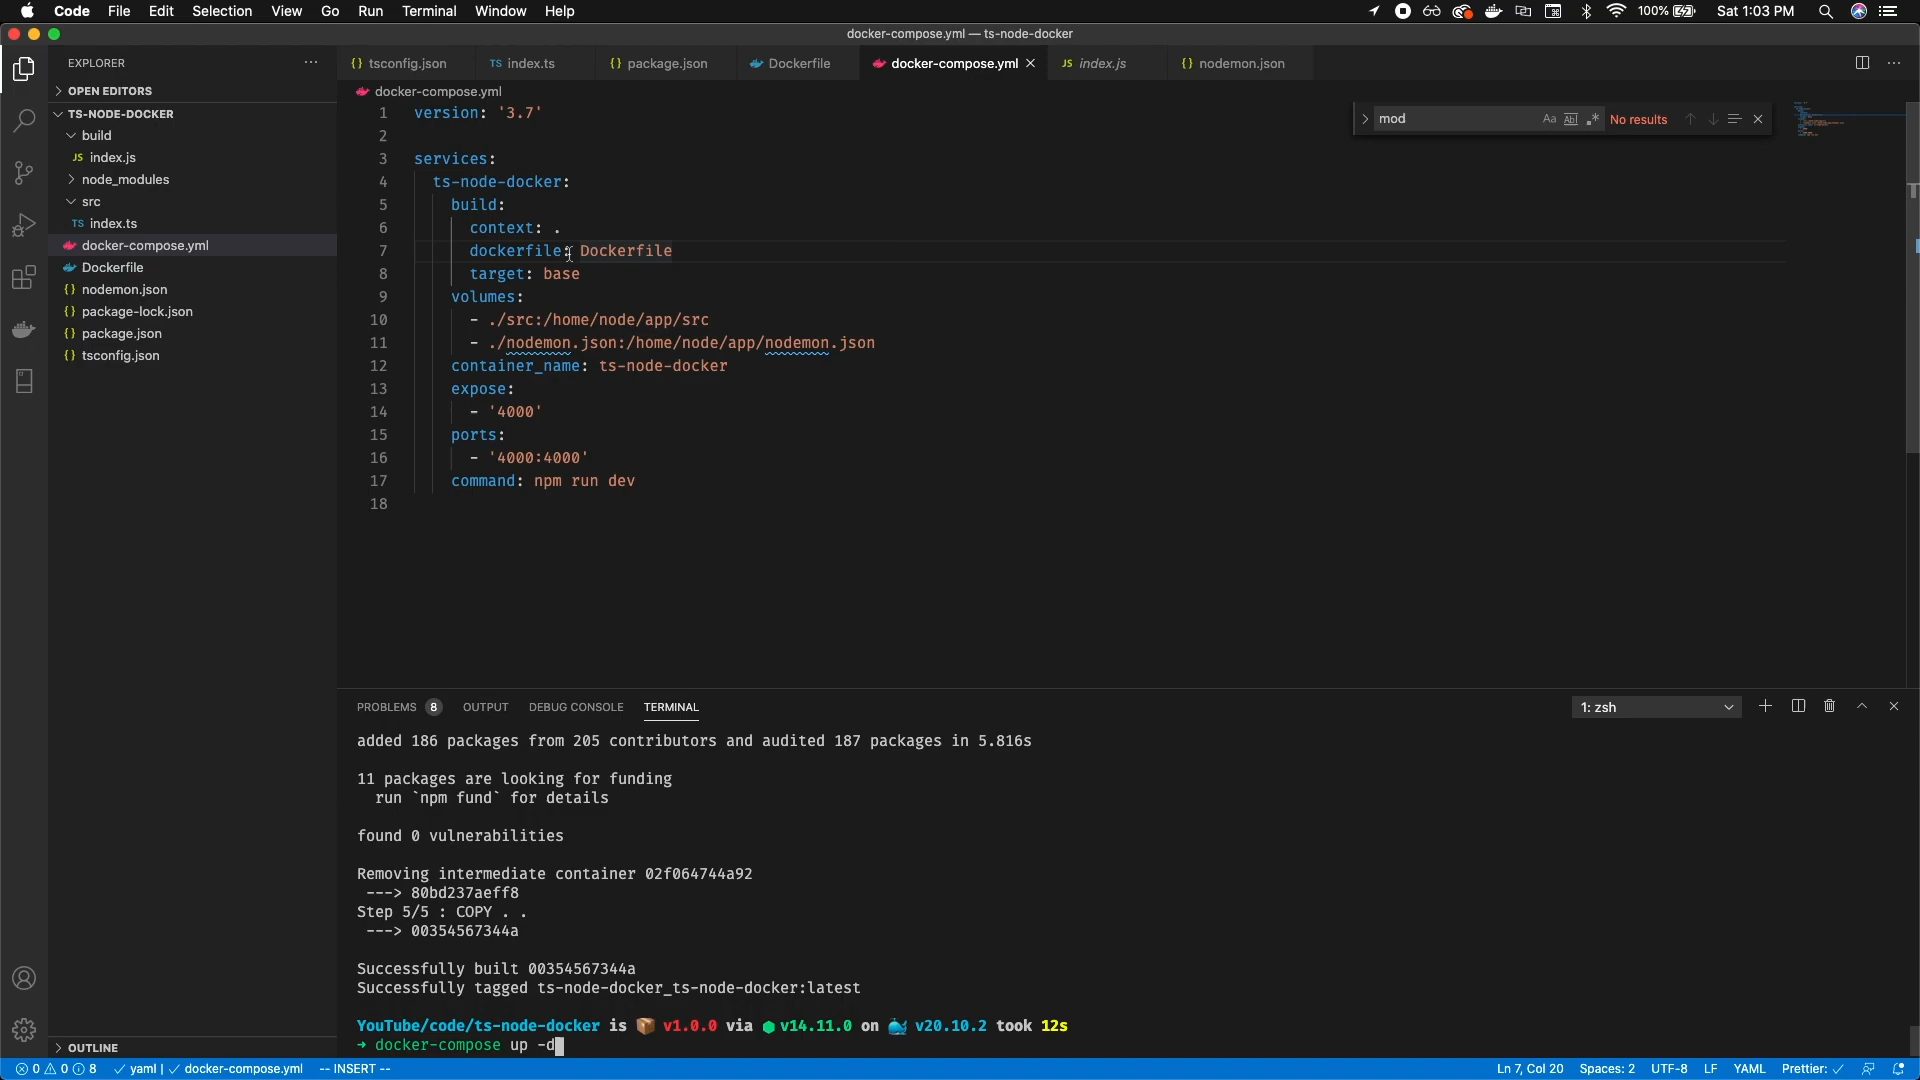 Code File Edit Selection View Go Run Terminal Window Help
100% Sat 1:03 PM
docker-compose.yml — ts-node-docker
EXPLORER
OPEN EDITORS
TS-NODE-DOCKER
build
JS index.js
node_modules
src
TS index.ts
docker-compose.yml
Dockerfile
{} nodemon.json
{} package-lock.json
{} package.json
{} tsconfig.json
OUTLINE
{} tsconfig.json TS index.ts {} package.json Dockerfile docker-compose.yml JS index.js {} nodemon.json
docker-compose.yml
mod Aa Abl .* No results
1 version: '3.7'
2
3 services:
4 ts-node-docker:
5 build:
6 context: .
7 dockerfile: Dockerfile
8 target: base
9 volumes:
10 - ./src:/home/node/app/src
11 - ./nodemon.json:/home/node/app/nodemon.json
12 container_name: ts-node-docker
13 expose:
14 - '4000'
15 ports:
16 - '4000:4000'
17 command: npm run dev
18
PROBLEMS 8 OUTPUT DEBUG CONSOLE TERMINAL 1: zsh
added 186 packages from 205 contributors and audited 187 packages in 5.816s
11 packages are looking for funding
run `npm fund` for details
found 0 vulnerabilities
Removing intermediate container 02f064744a92
---> 80bd237aeff8
Step 5/5 : COPY . .
---> 00354567344a
Successfully built 00354567344a
Successfully tagged ts-node-docker_ts-node-docker:latest
YouTube/code/ts-node-docker is 📦 v1.0.0 via ⬢ v14.11.0 on 🐳 v20.10.2 took 12s
➜ docker-compose up -d
0 0 8 ✓ yaml | ✓ docker-compose.yml -- INSERT -- Ln 7, Col 20 Spaces: 2 UTF-8 LF YAML Prettier: ✓